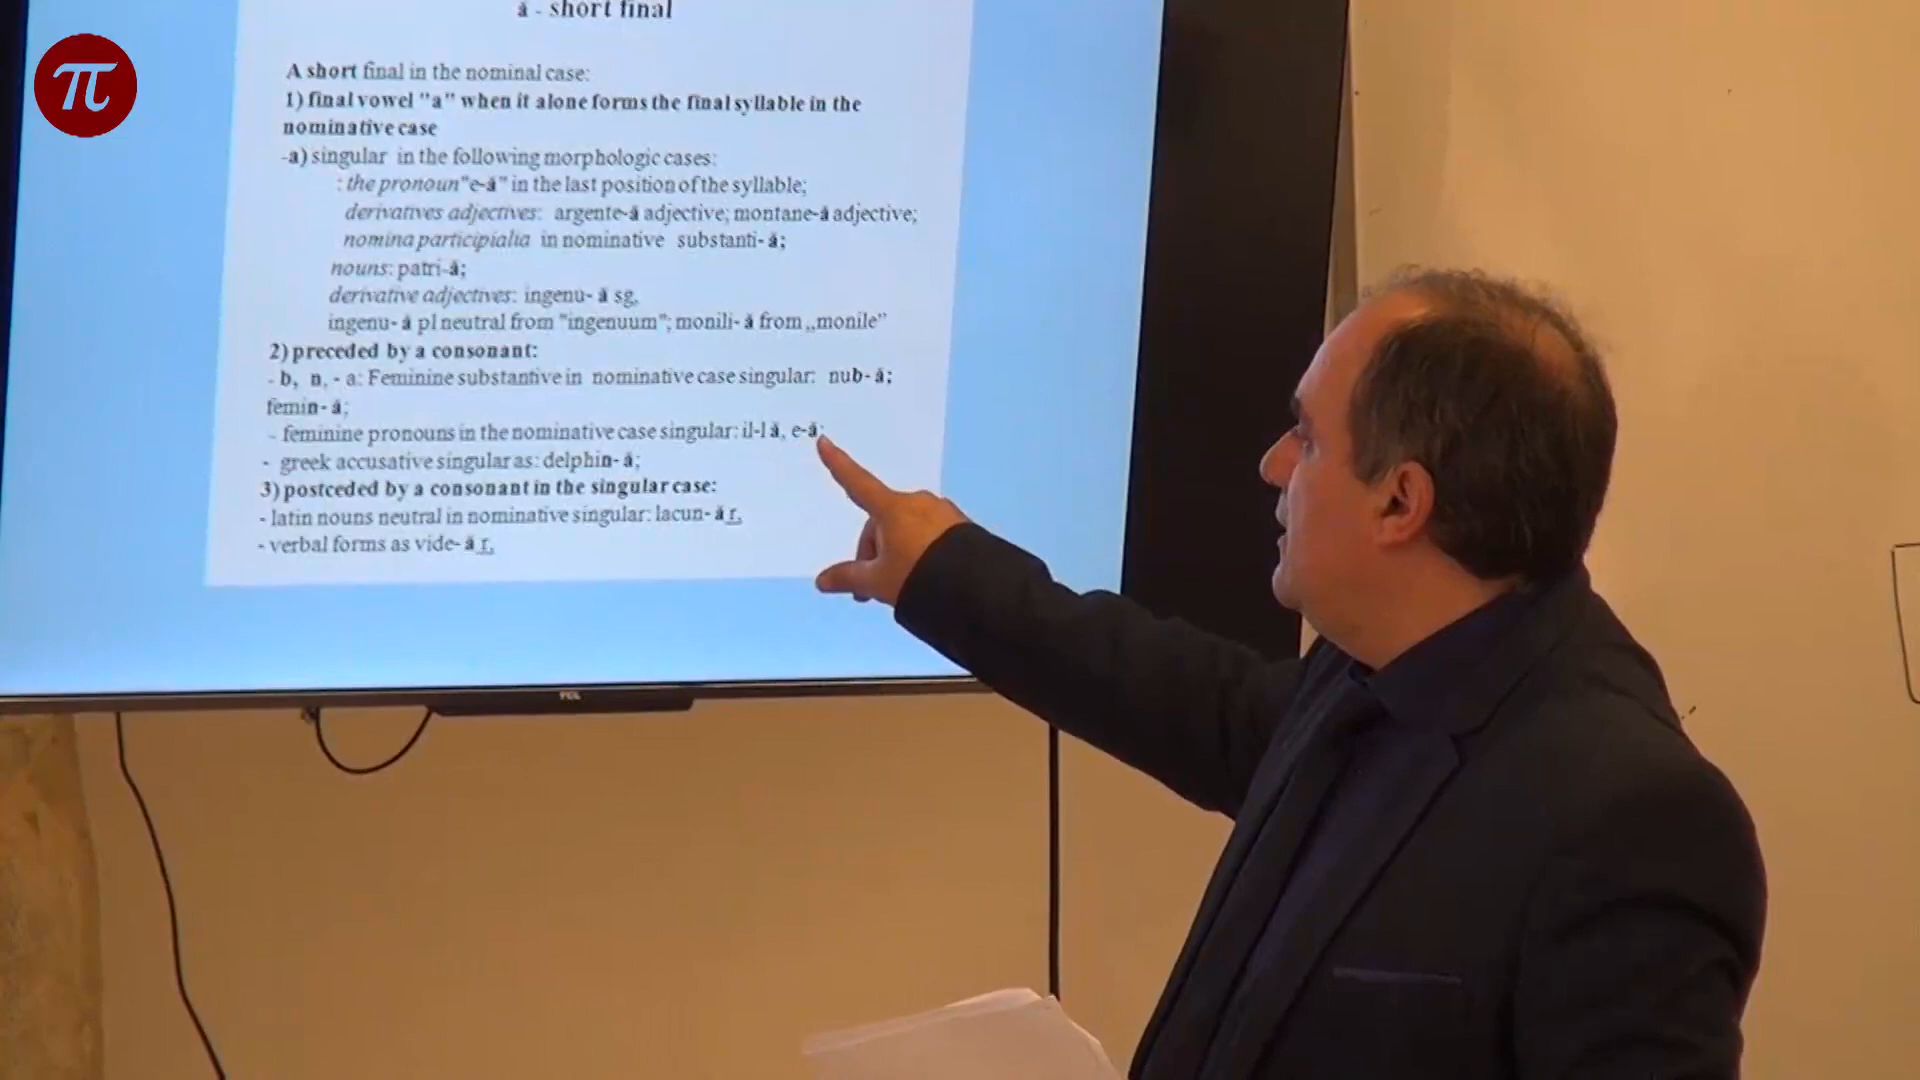 π
ă - short final
A short final in the nominal case:
1) final vowel "a" when it alone forms the final syllable in the
nominative case
-a) singular in the following morphologic cases:
: the pronoun "e-ă" in the last position of the syllable;
derivatives adjectives: argente-ă adjective; montane-ă adjective;
nomina participialia in nominative substanti- ă;
nouns: patri-ă;
derivative adjectives: ingenu- ă sg,
ingenu- ă pl neutral from "ingenuum"; monili- ă from „monile”
2) preceded by a consonant:
- b, n, - a: Feminine substantive in nominative case singular: nub- ă;
femin- ă;
- feminine pronouns in the nominative case singular: il-l ă, e-ă;
- greek accusative singular as: delphin- ă;
3) postceded by a consonant in the singular case:
- latin nouns neutral in nominative singular: lacun- ă r,
- verbal forms as vide- ă r,
TCL